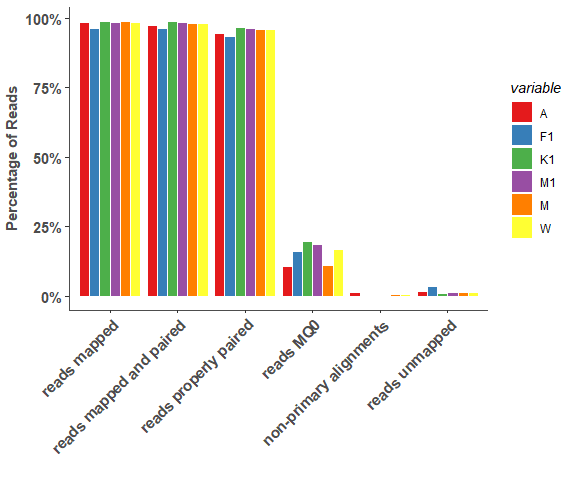 Percentage of Reads
100%
75%
50%
25%
0%
reads mapped
reads mapped and paired
reads properly paired
reads MQ0
non-primary alignments
reads unmapped
variable
A
F1
K1
M1
M
W